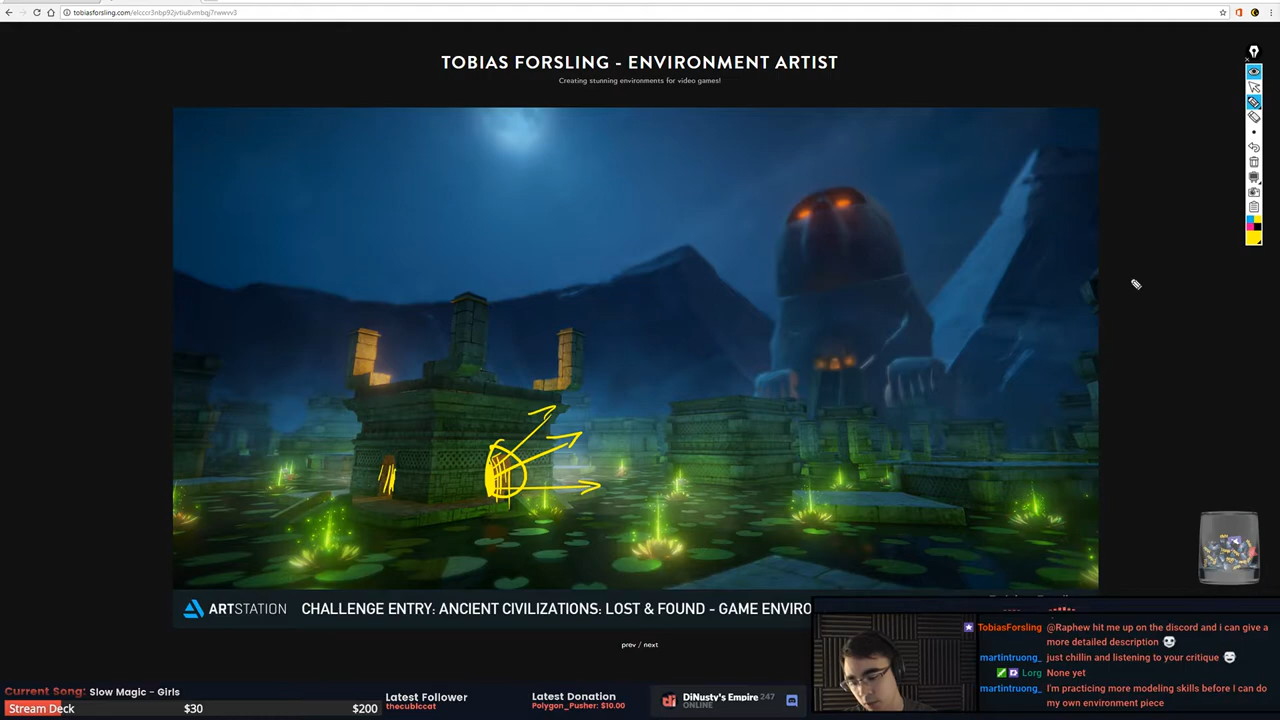 tobiasforsling.com/elcccr3nbp92jvtiu8vmbqj7rwwvv3
TOBIAS FORSLING - ENVIRONMENT ARTIST
Creating stunning environments for video games!
ARTSTATION CHALLENGE ENTRY: ANCIENT CIVILIZATIONS: LOST & FOUND - GAME ENVIRO
prev / next
TobiasForsling @Raphew hit me up on the discord and i can give a
more detailed description
martintruong_ just chillin and listening to your critique
Lorg None yet
martintruong_ I'm practicing more modeling skills before I can do
my own environment piece
Current Song: Slow Magic - Girls
Stream Deck $30 $200
Latest Follower
thecubiccat
Latest Donation
Polygon_Pusher: $10.00
DiNusty's Empire 247
ONLINE